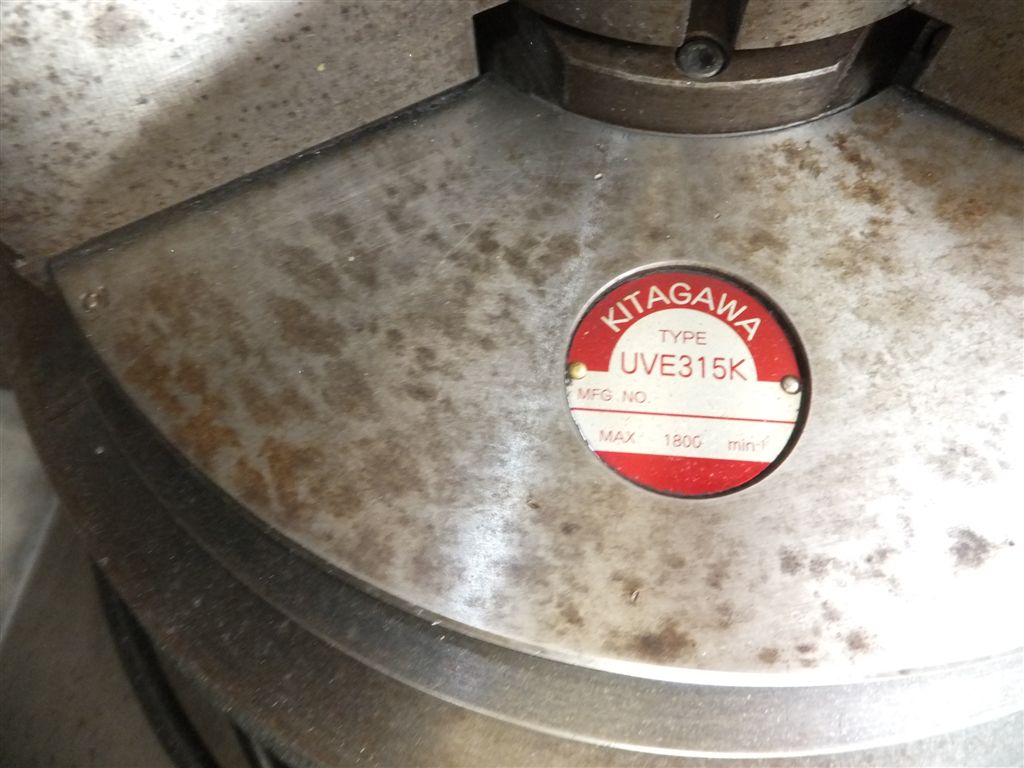 KITAGAWA
TYPE
UVE315K
MFG NO.
MAX 1800 min-1